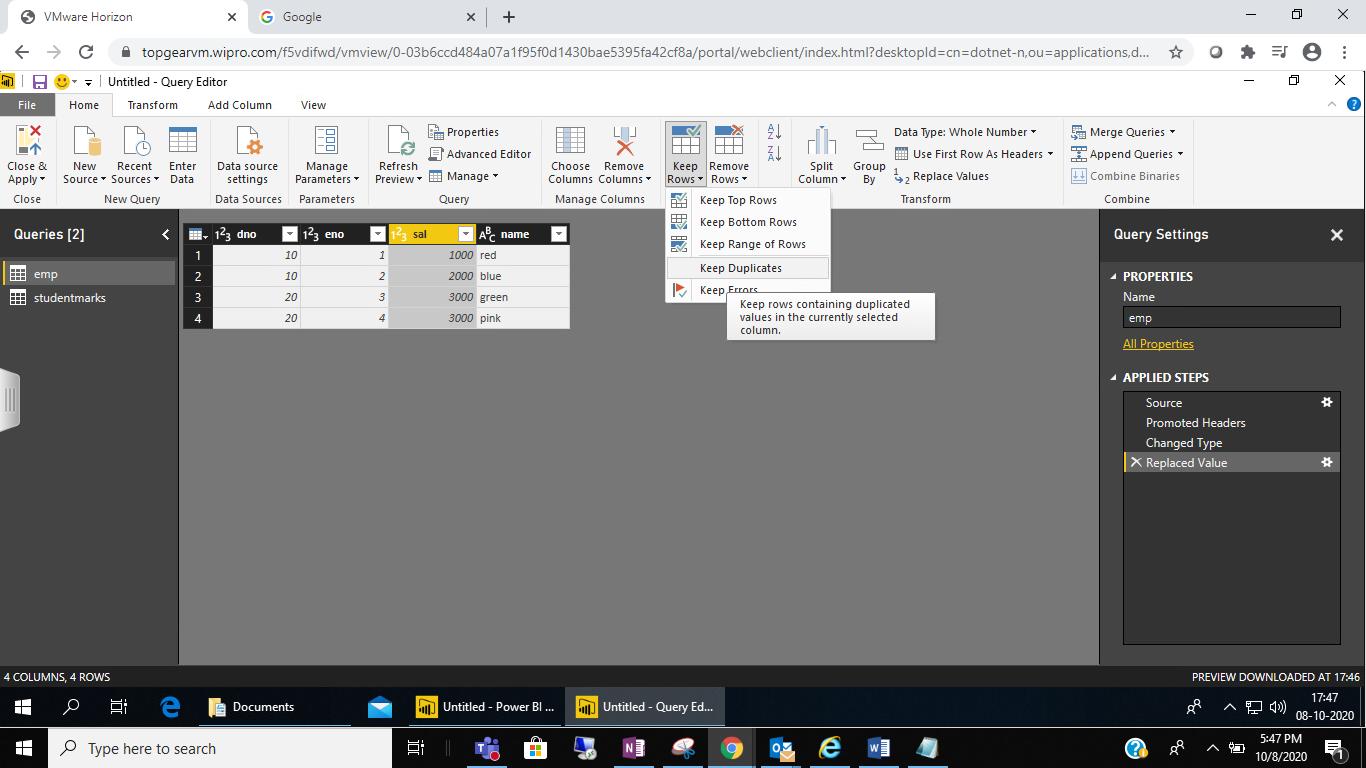 VMware Horizon
Google
topgearvm.wipro.com/f5vdifwd/vmview/0-03b6ccd484a07a1f95f0d1430bae5395fa42cf8a/portal/webclient/index.html?desktopId=cn=dotnet-n,ou=applications,d...
Untitled - Query Editor
File Home Transform Add Column View
Close & Apply
New Source
Recent Sources
Enter Data
Data source settings
Manage Parameters
Refresh Preview
Properties
Advanced Editor
Manage
Choose Columns
Remove Columns
Keep Rows
Remove Rows
A Z
Z A
Split Column
Group By
Data Type: Whole Number
Use First Row As Headers
1 2 Replace Values
Merge Queries
Append Queries
Combine Binaries
Close New Query Data Sources Parameters Query Manage Columns Transform Combine
Keep Top Rows
Keep Bottom Rows
Keep Range of Rows
Keep Duplicates
Keep Errors
Keep rows containing duplicated
values in the currently selected
column.
Queries [2]
emp
studentmarks
123 dno 123 eno 123 sal ABC name
1 10 1 1000 red
2 10 2 2000 blue
3 20 3 3000 green
4 20 4 3000 pink
Query Settings
PROPERTIES
Name
emp
All Properties
APPLIED STEPS
Source
Promoted Headers
Changed Type
Replaced Value
4 COLUMNS, 4 ROWS
PREVIEW DOWNLOADED AT 17:46
Documents
Untitled - Power BI ...
Untitled - Query Ed...
17:47
08-10-2020
Type here to search
5:47 PM
10/8/2020
1